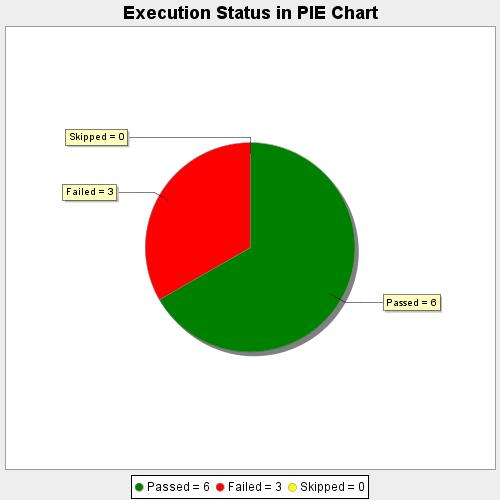 Execution Status in PIE Chart
Skipped = 0
Failed = 3
Passed = 6
Passed = 6 Failed = 3 Skipped = 0